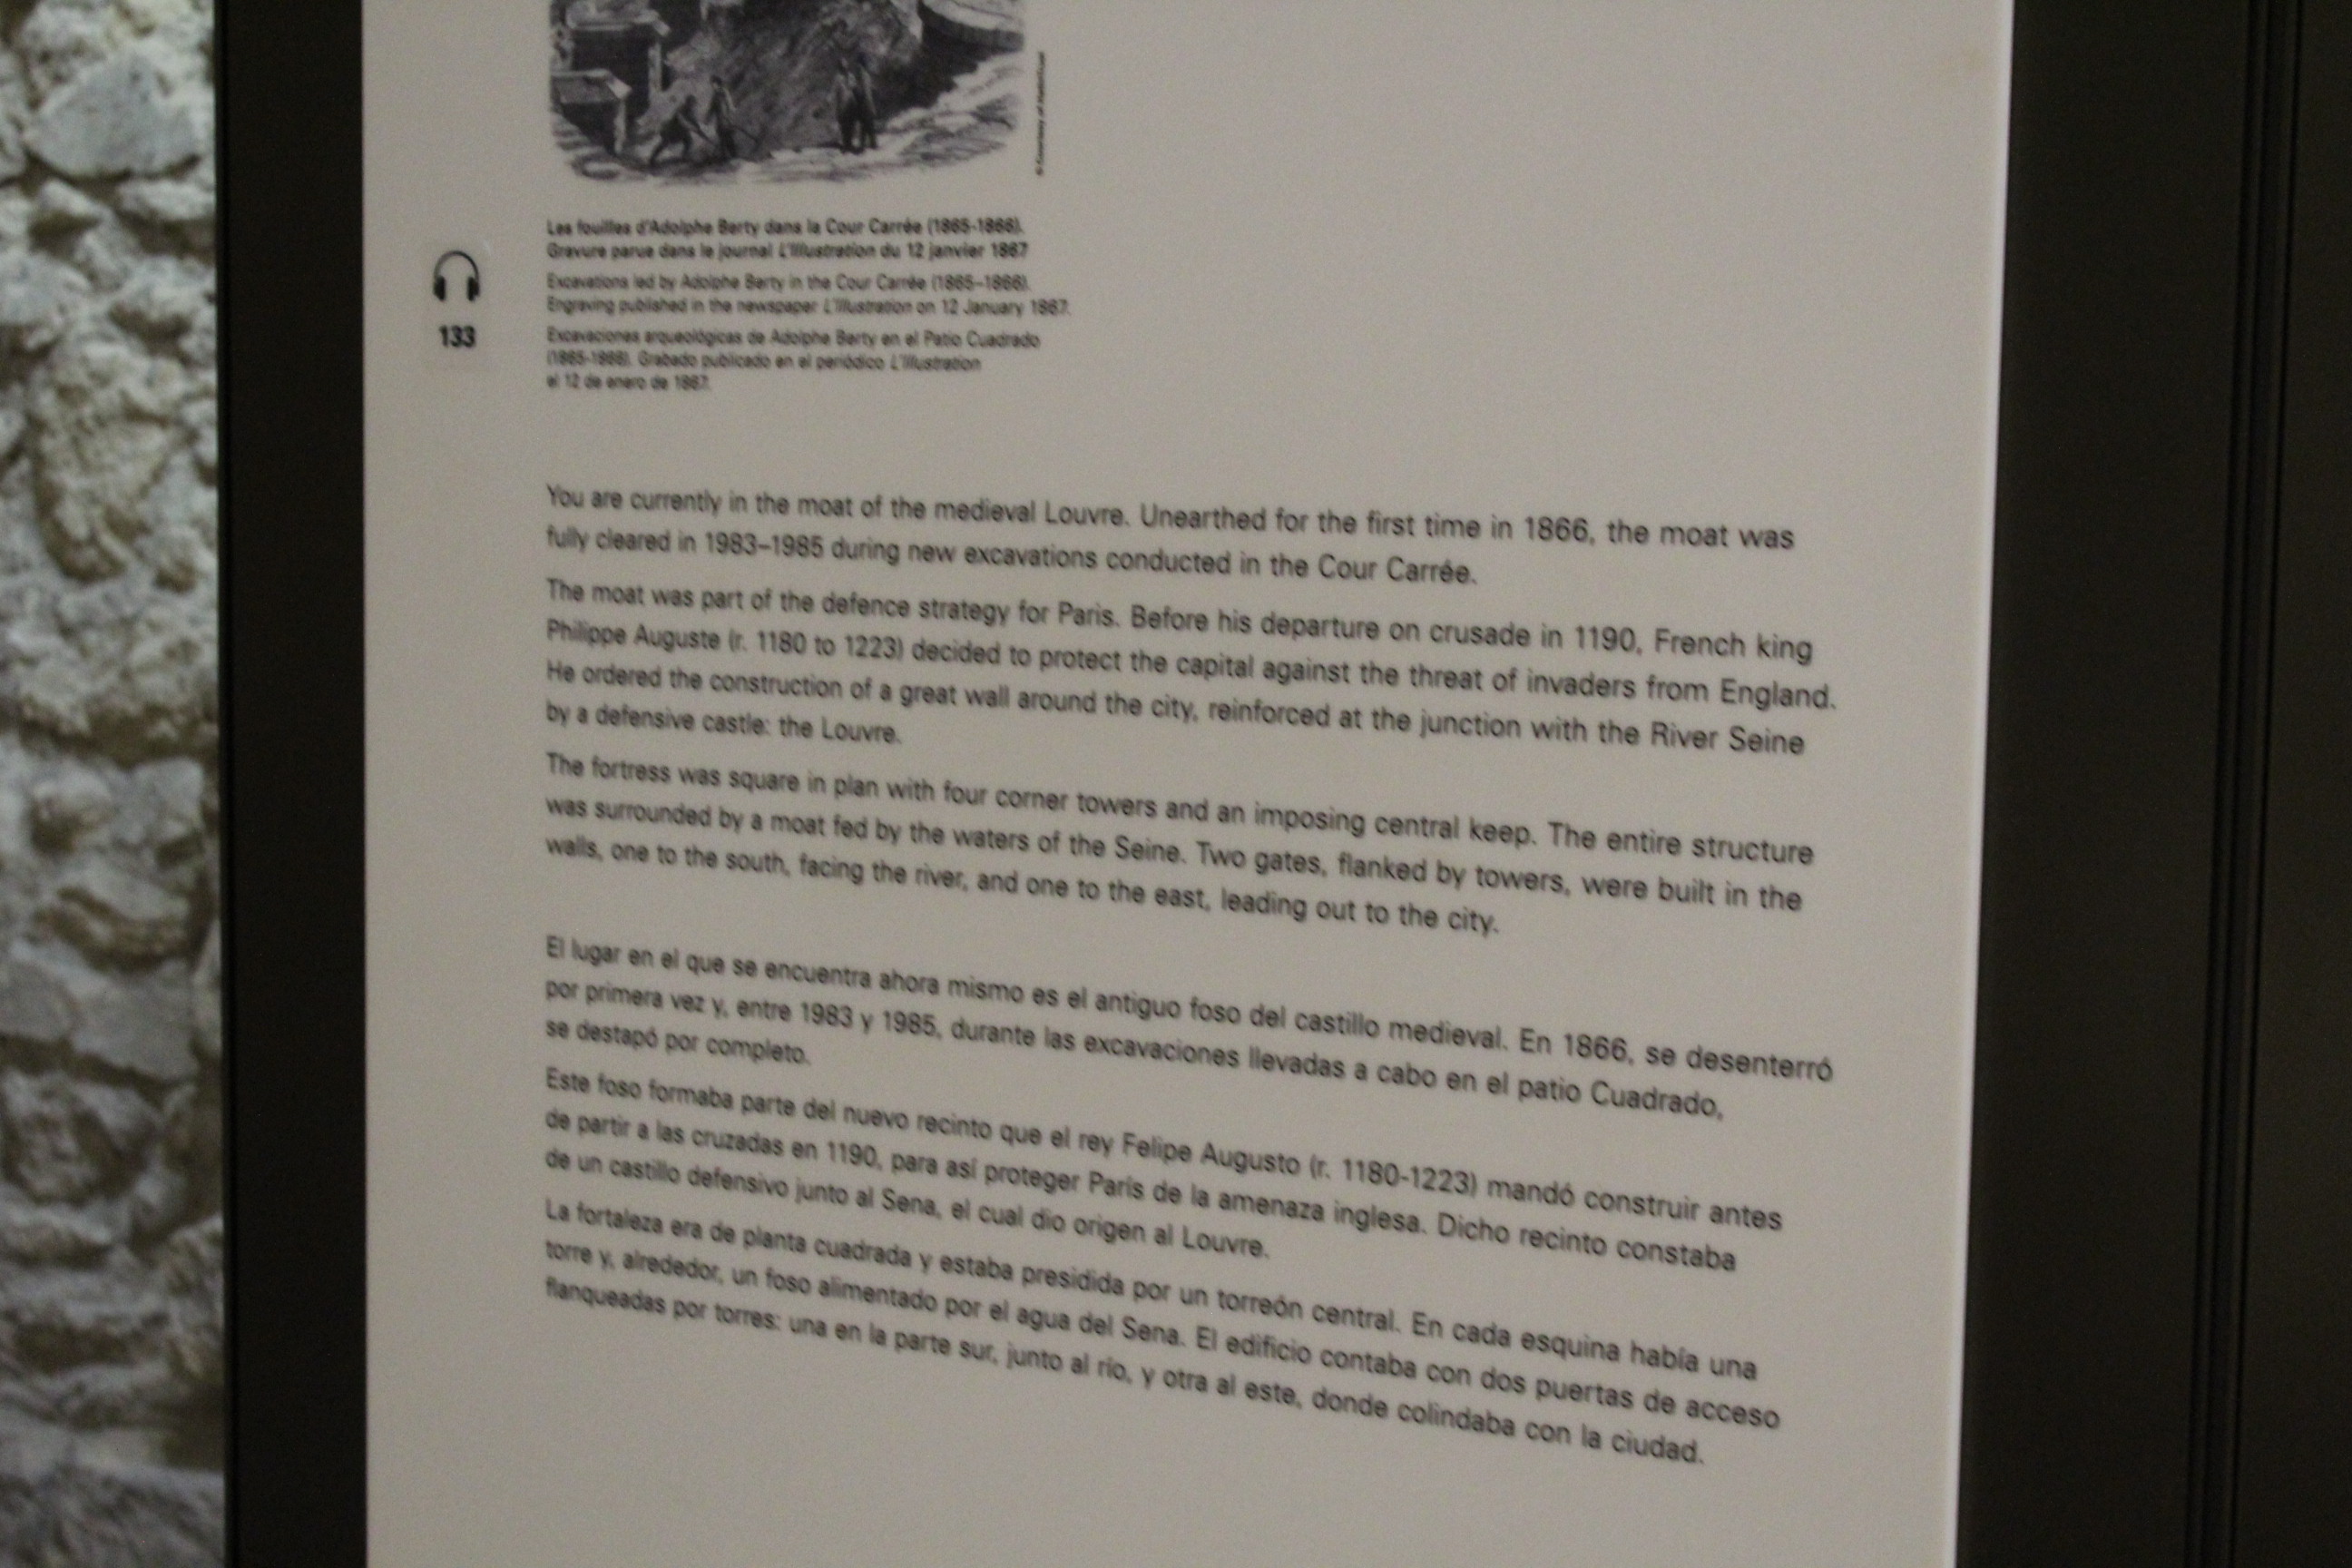 Les fouilles d'Adolphe Berty dans la Cour Carrée (1865-1866).
Gravure parue dans le journal L'Illustration du 12 janvier 1867
Excavations led by Adolphe Berty in the Cour Carrée (1865–1866).
Engraving published in the newspaper L'Illustration on 12 January 1867.
Excavaciones arqueológicas de Adolphe Berty en el Patio Cuadrado
(1865-1866). Grabado publicado en el periódico L'Illustration
el 12 de enero de 1867.
133
You are currently in the moat of the medieval Louvre. Unearthed for the first time in 1866, the moat was
fully cleared in 1983–1985 during new excavations conducted in the Cour Carrée.
The moat was part of the defence strategy for Paris. Before his departure on crusade in 1190, French king
Philippe Auguste (r. 1180 to 1223) decided to protect the capital against the threat of invaders from England.
He ordered the construction of a great wall around the city, reinforced at the junction with the River Seine
by a defensive castle: the Louvre.
The fortress was square in plan with four corner towers and an imposing central keep. The entire structure
was surrounded by a moat fed by the waters of the Seine. Two gates, flanked by towers, were built in the
walls, one to the south, facing the river, and one to the east, leading out to the city.
El lugar en el que se encuentra ahora mismo es el antiguo foso del castillo medieval. En 1866, se desenterró
por primera vez y, entre 1983 y 1985, durante las excavaciones llevadas a cabo en el patio Cuadrado,
se destapó por completo.
Este foso formaba parte del nuevo recinto que el rey Felipe Augusto (r. 1180-1223) mandó construir antes
de partir a las cruzadas en 1190, para así proteger París de la amenaza inglesa. Dicho recinto constaba
de un castillo defensivo junto al Sena, el cual dio origen al Louvre.
La fortaleza era de planta cuadrada y estaba presidida por un torreón central. En cada esquina había una
torre y, alrededor, un foso alimentado por el agua del Sena. El edificio contaba con dos puertas de acceso
flanqueadas por torres: una en la parte sur, junto al río, y otra al este, donde colindaba con la ciudad.